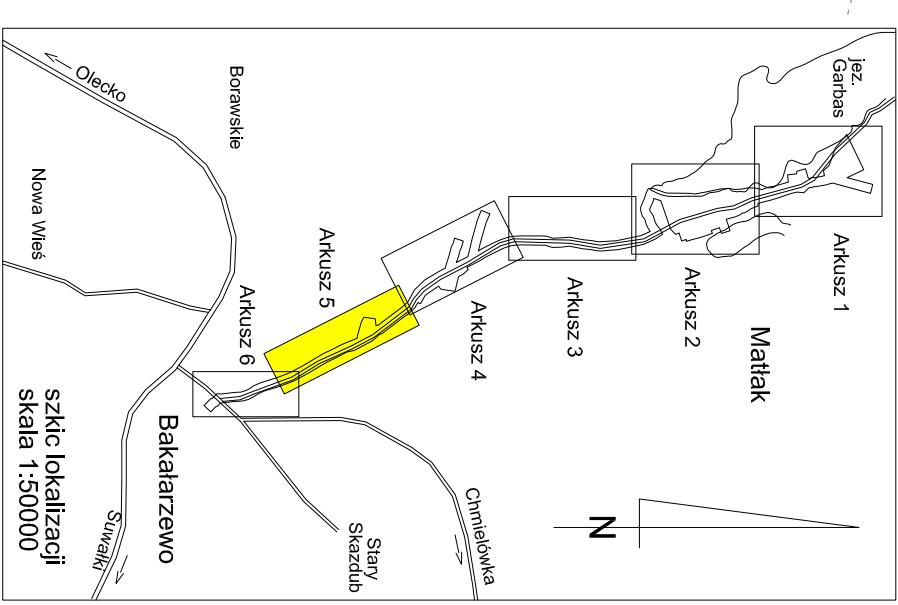 jez.
Garbas
Arkusz 1
Arkusz 2
Matłak
Arkusz 3
Arkusz 4
Arkusz 5
Arkusz 6
Borawskie
Olecko
Nowa Wieś
Bakałarzewo
Suwałki
Chmielówka
Stary
Skazdub
N
szkic lokalizacji
skala 1:50000